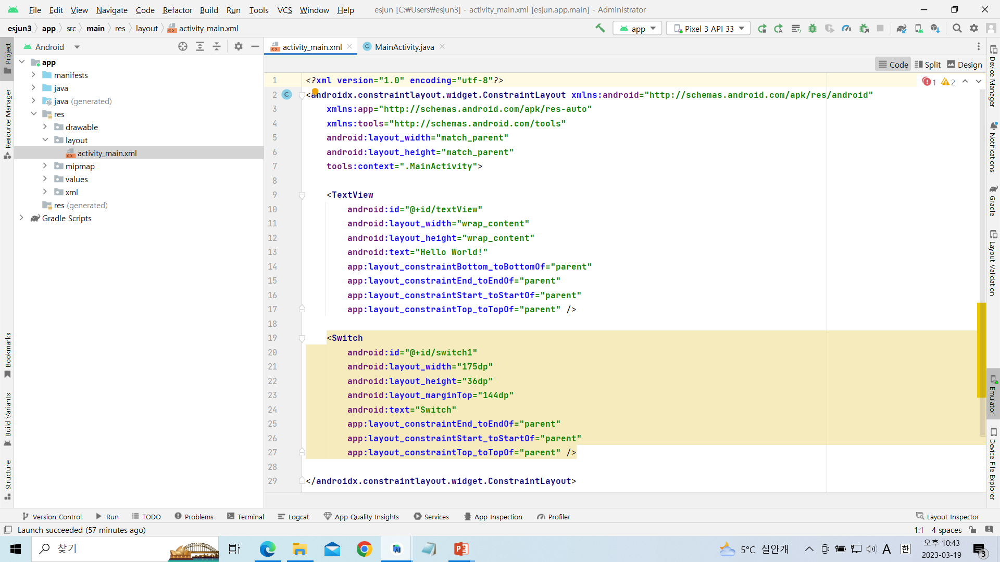 File Edit View Navigate Code Refactor Build Run Tools VCS Window Help esjun [C:₩Users₩esjun3] - activity_main.xml [esjun.app.main] - Administrator
esjun3 app src main res layout activity_main.xml app Pixel 3 API 33
Android activity_main.xml MainActivity.java
Code Split Design
Project
Resource Manager
Bookmarks
Build Variants
Structure
app
manifests
java
java (generated)
res
drawable
layout
activity_main.xml
mipmap
values
xml
res (generated)
Gradle Scripts
1 2
1 <?xml version="1.0" encoding="utf-8"?>
2 C <androidx.constraintlayout.widget.ConstraintLayout xmlns:android="http://schemas.android.com/apk/res/android"
3 xmlns:app="http://schemas.android.com/apk/res-auto"
4 xmlns:tools="http://schemas.android.com/tools"
5 android:layout_width="match_parent"
6 android:layout_height="match_parent"
7 tools:context=".MainActivity">
8
9 <TextView
10 android:id="@+id/textView"
11 android:layout_width="wrap_content"
12 android:layout_height="wrap_content"
13 android:text="Hello World!"
14 app:layout_constraintBottom_toBottomOf="parent"
15 app:layout_constraintEnd_toEndOf="parent"
16 app:layout_constraintStart_toStartOf="parent"
17 app:layout_constraintTop_toTopOf="parent" />
18
19 <Switch
20 android:id="@+id/switch1"
21 android:layout_width="175dp"
22 android:layout_height="36dp"
23 android:layout_marginTop="144dp"
24 android:text="Switch"
25 app:layout_constraintEnd_toEndOf="parent"
26 app:layout_constraintStart_toStartOf="parent"
27 app:layout_constraintTop_toTopOf="parent" />
28
29 </androidx.constraintlayout.widget.ConstraintLayout>
Device Manager
Notifications
Gradle
Layout Validation
Emulator
Device File Explorer
Version Control Run TODO Problems Terminal Logcat App Quality Insights Services App Inspection Profiler Layout Inspector
Launch succeeded (57 minutes ago) 1:1 4 spaces
찾기 5°C 실안개 A 한 오후 10:43
2023-03-19 3